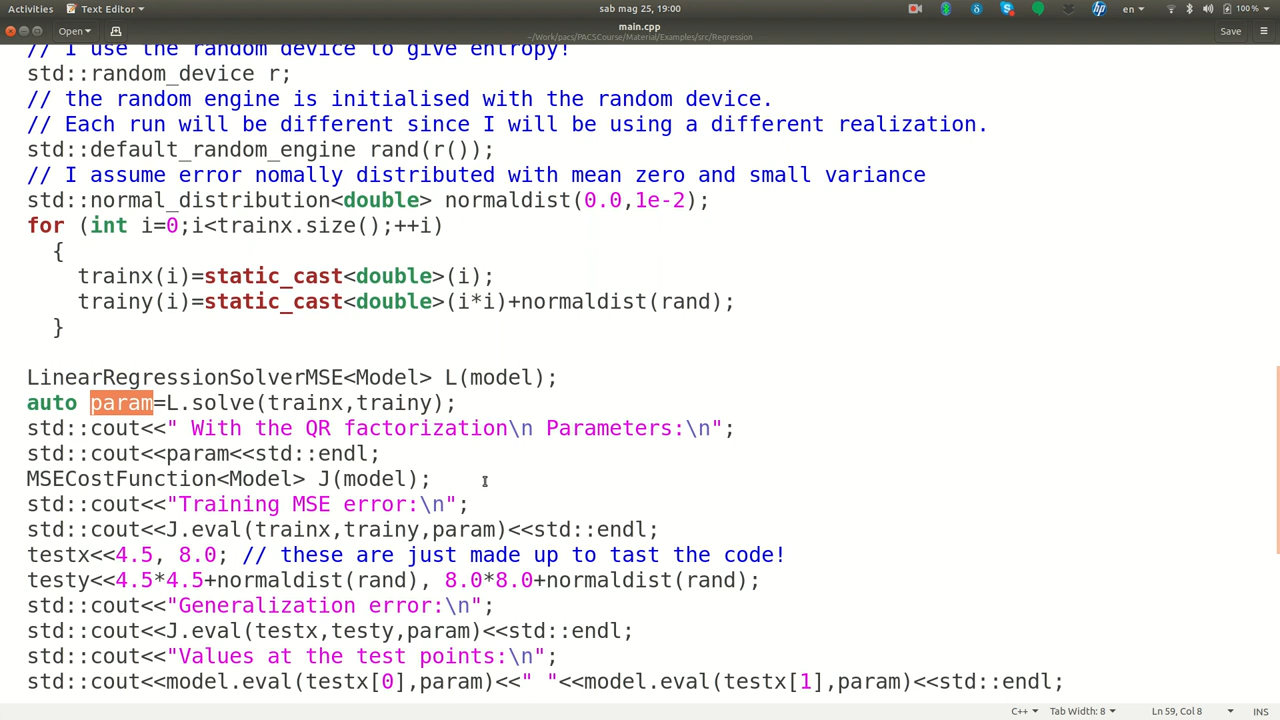 Activities Text Editor sab mag 25, 19:00 en 100 %
Open main.cpp Save
~/Work/pacs/PACSCourse/Material/Examples/src/Regression
// I use the random device to give entropy!
std::random_device r;
// the random engine is initialised with the random device.
// Each run will be different since I will be using a different realization.
std::default_random_engine rand(r());
// I assume error nomally distributed with mean zero and small variance
std::normal_distribution<double> normaldist(0.0,1e-2);
for (int i=0;i<trainx.size();++i)
{
trainx(i)=static_cast<double>(i);
trainy(i)=static_cast<double>(i*i)+normaldist(rand);
}
LinearRegressionSolverMSE<Model> L(model);
auto param=L.solve(trainx,trainy);
std::cout<<" With the QR factorization\n Parameters:\n";
std::cout<<param<<std::endl;
MSECostFunction<Model> J(model);
std::cout<<"Training MSE error:\n";
std::cout<<J.eval(trainx,trainy,param)<<std::endl;
testx<<4.5, 8.0; // these are just made up to tast the code!
testy<<4.5*4.5+normaldist(rand), 8.0*8.0+normaldist(rand);
std::cout<<"Generalization error:\n";
std::cout<<J.eval(testx,testy,param)<<std::endl;
std::cout<<"Values at the test points:\n";
std::cout<<model.eval(testx[0],param)<<" "<<model.eval(testx[1],param)<<std::endl;
C++ Tab Width: 8 Ln 59, Col 8 INS